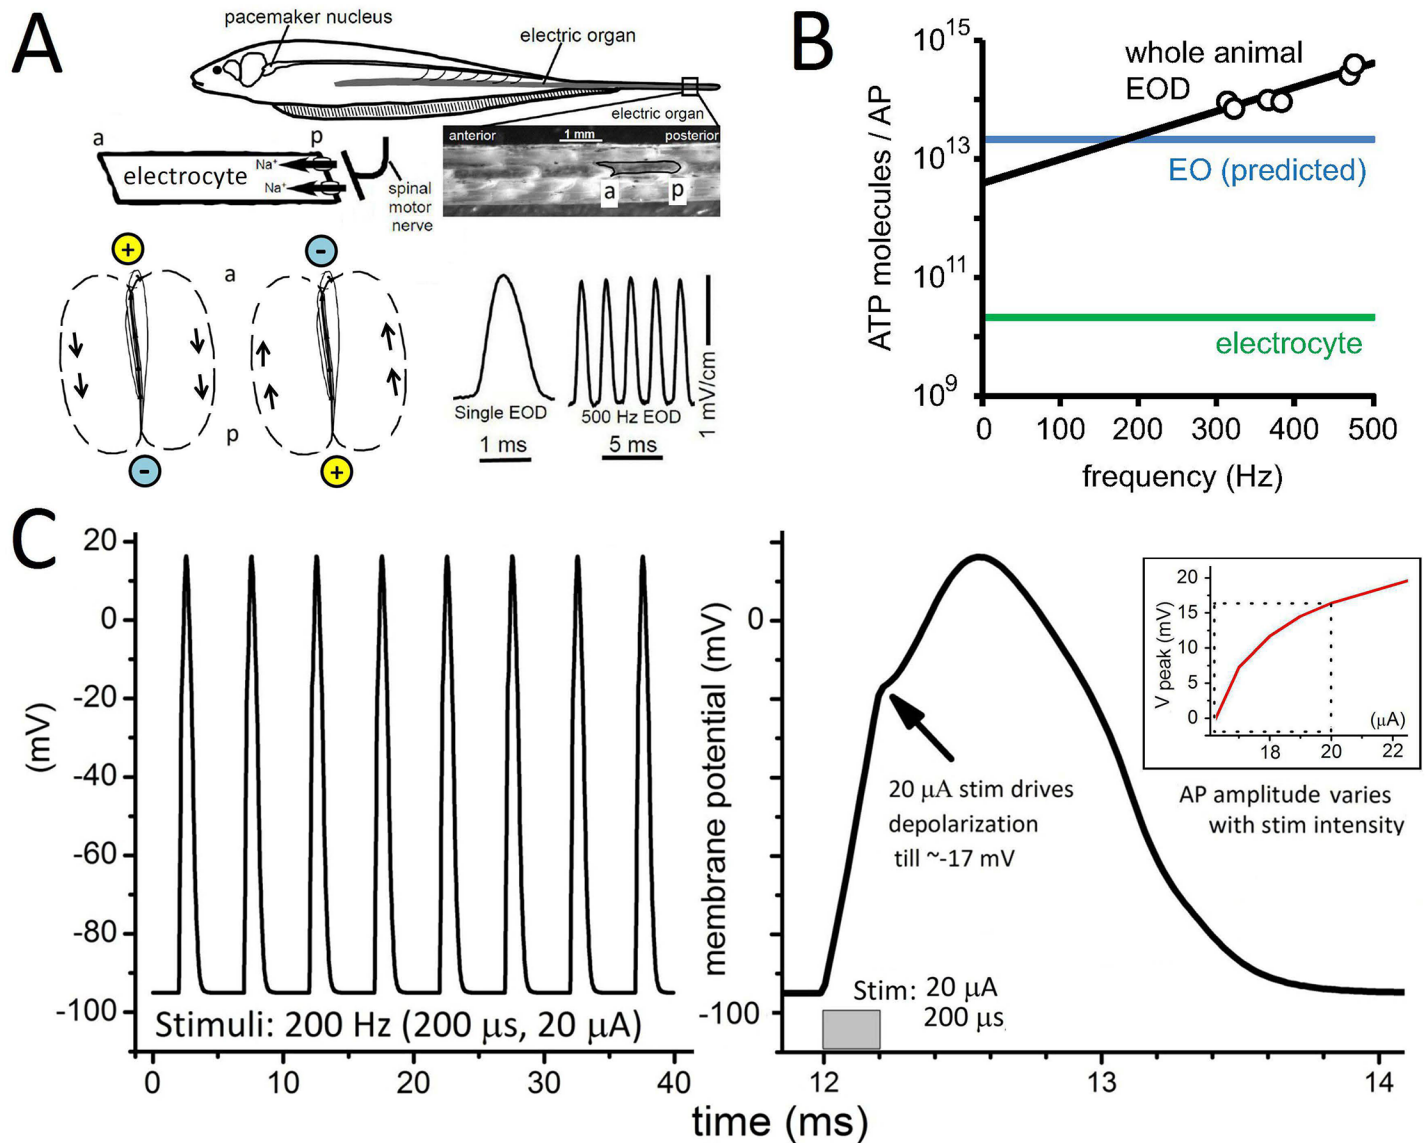 A
pacemaker nucleus
electric organ
electric organ
a
p
Na⁺
Na⁺
electrocyte
spinal
motor
nerve
anterior
1 mm
posterior
a
p
+
-
a
p
-
+
Single EOD
1 ms
500 Hz EOD
5 ms
1 mV/cm
B
ATP molecules / AP
10¹⁵
10¹³
10¹¹
10⁹
whole animal
EOD
EO (predicted)
electrocyte
0 100 200 300 400 500
frequency (Hz)
C
(mV)
20
0
-20
-40
-60
-80
-100
Stimuli: 200 Hz (200 µs, 20 µA)
0 10 20 30 40
membrane potential (mV)
0
-100
20 µA stim drives
depolarization
till ~-17 mV
Stim: 20 µA
200 µs
12 13 14
V peak (mV)
20
15
10
5
0
(µA)
18 20 22
AP amplitude varies
with stim intensity
time (ms)